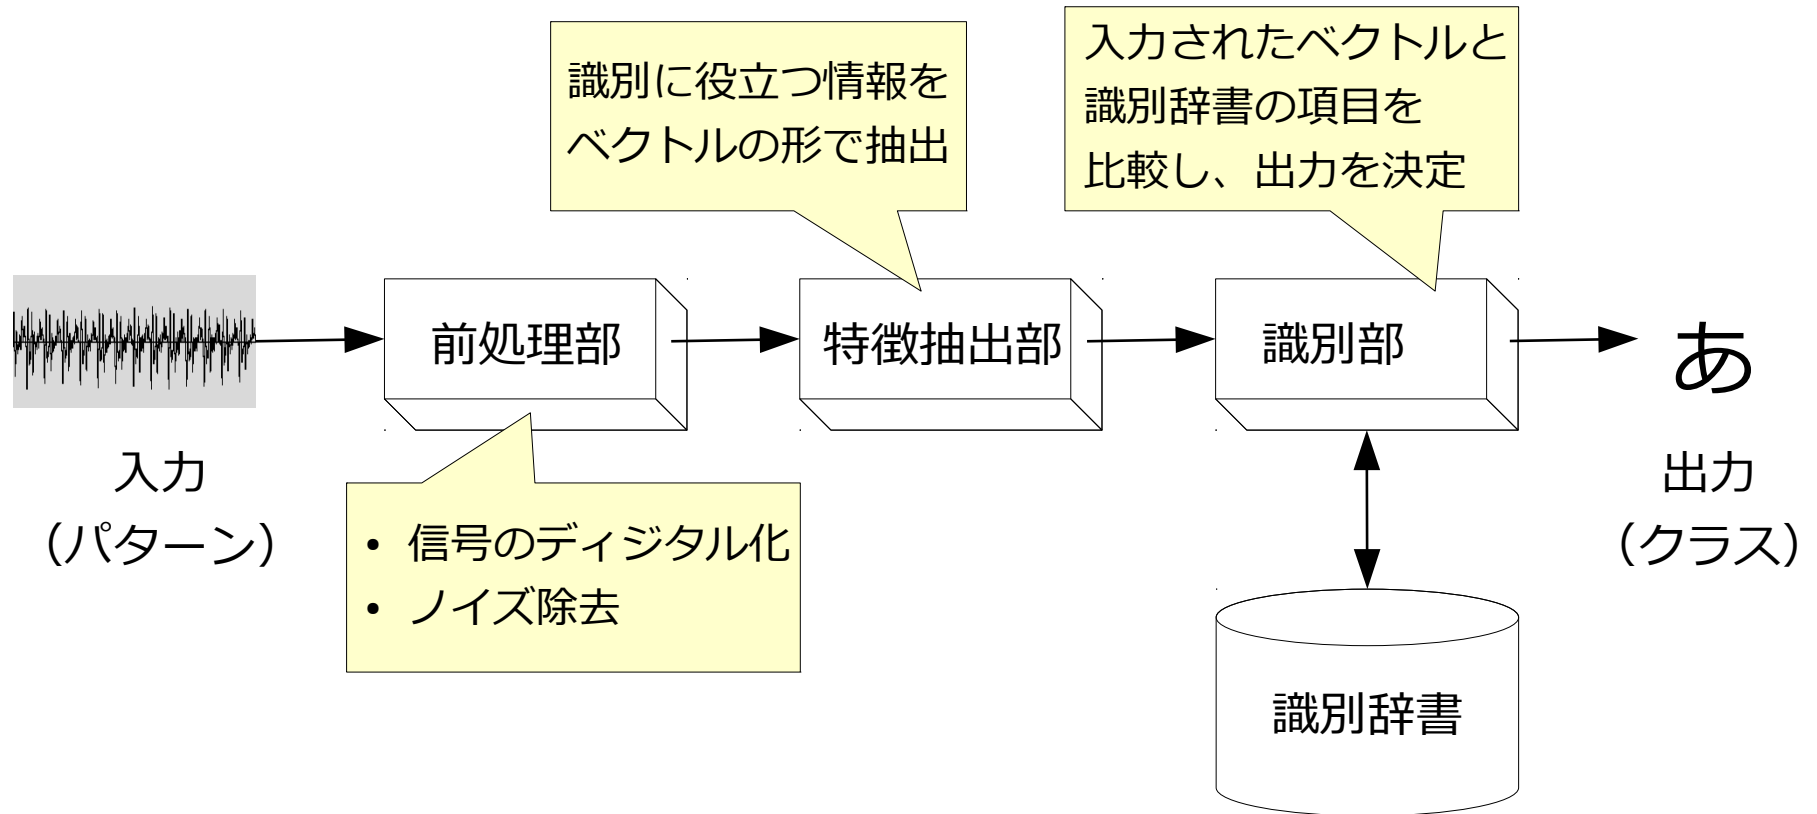 識別に役立つ情報を
ベクトルの形で抽出
入力されたベクトルと
識別辞書の項目を
比較し、出力を決定
前処理部
特徴抽出部
識別部
あ
入力
（パターン）
• 信号のディジタル化
• ノイズ除去
出力
（クラス）
識別辞書